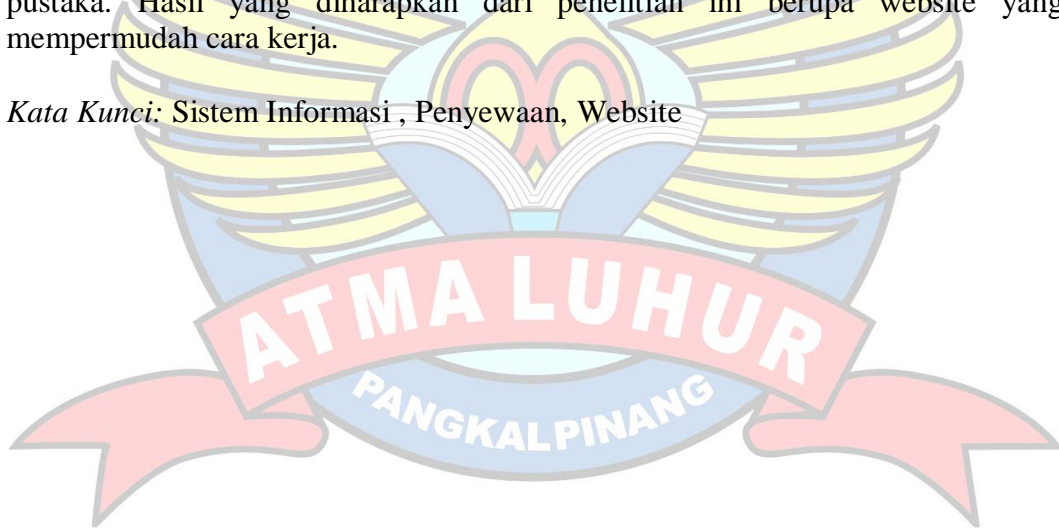 pustaka. Hasil yang diharapkan dari penelitian ini berupa website yang
mempermudah cara kerja.
Kata Kunci: Sistem Informasi , Penyewaan, Website
ATMA LUHUR
PANGKALPINANG